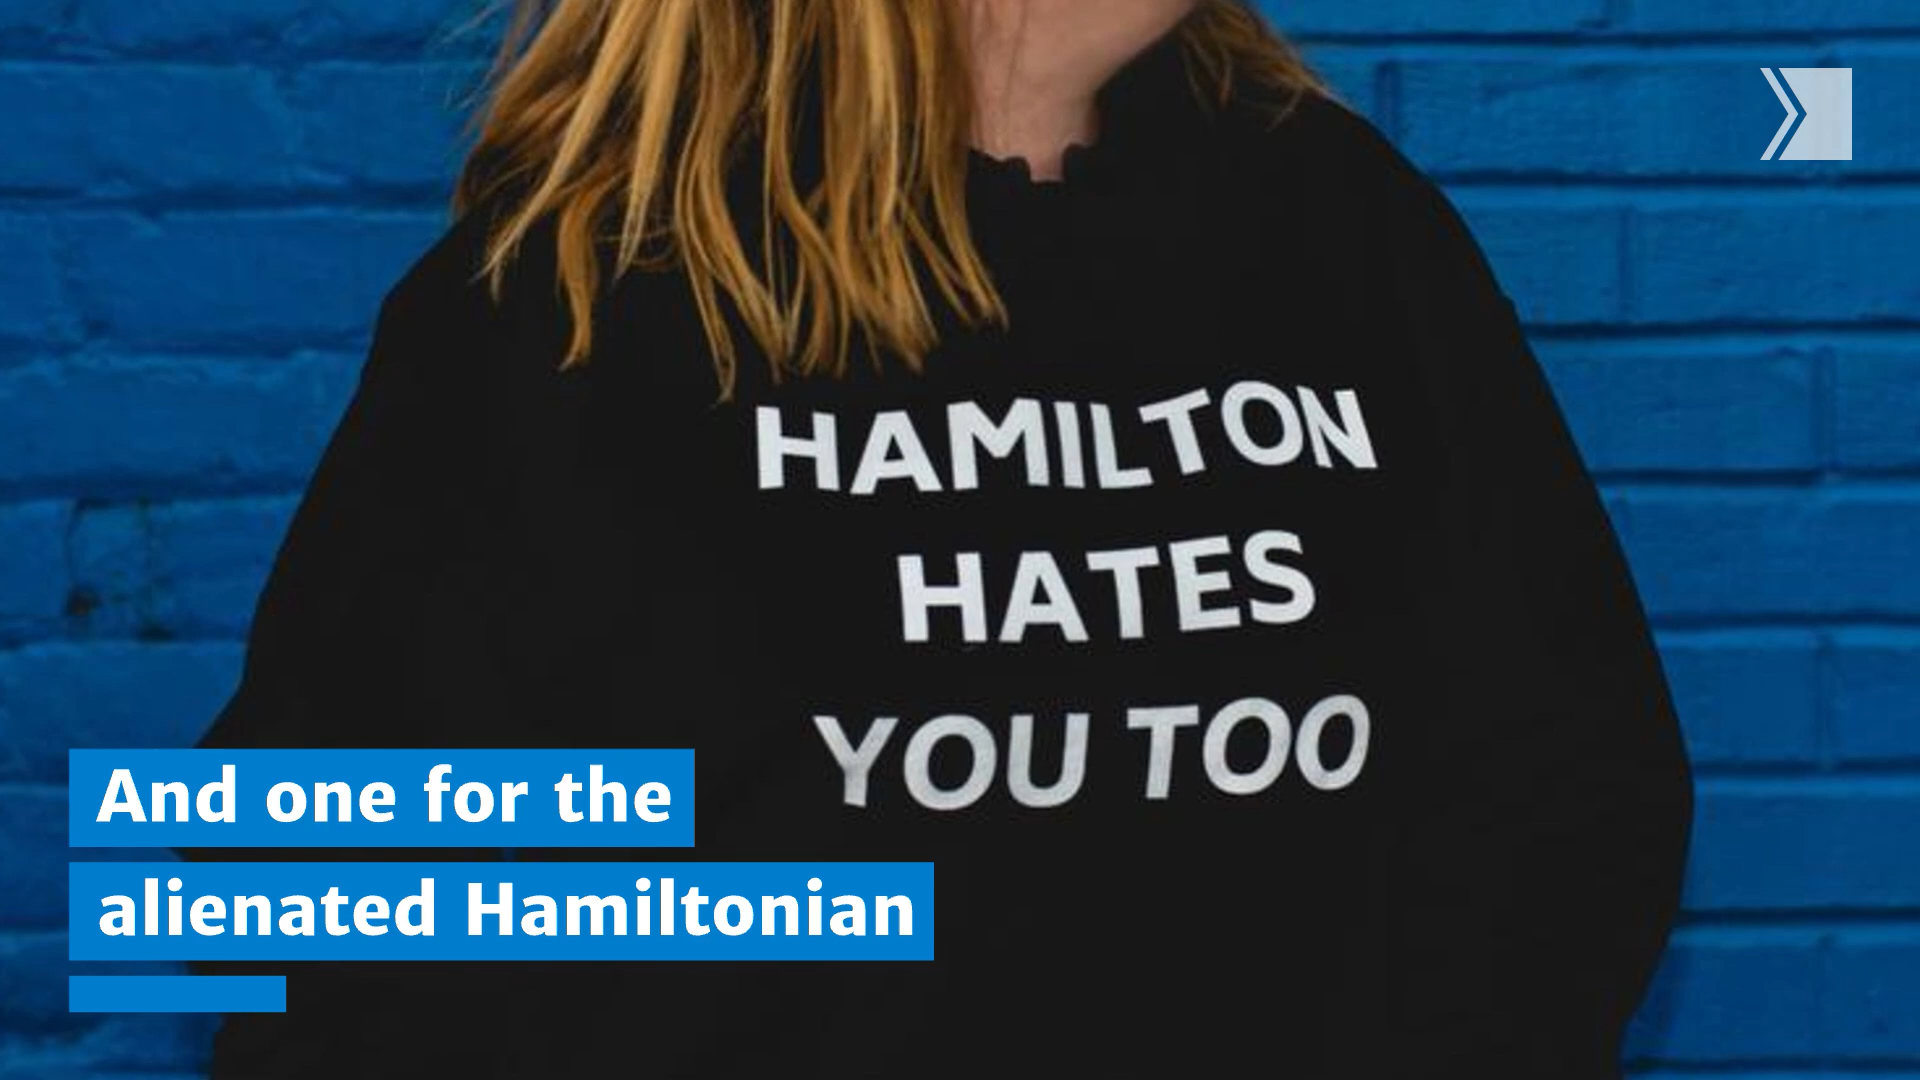 HAMILTON
HATES
YOU TOO
And one for the
alienated Hamiltonian